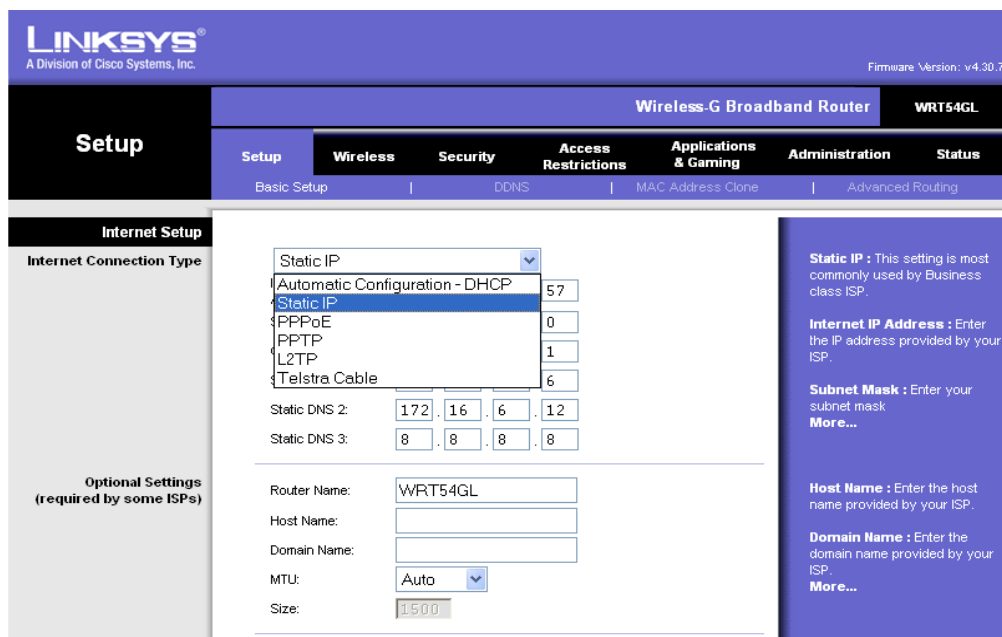 LINKSYS®
A Division of Cisco Systems, Inc.
Firmware Version: v4.30.7
Wireless-G Broadband Router WRT54GL
Setup
Setup Wireless Security Access Restrictions Applications & Gaming Administration Status
Basic Setup | DDNS | MAC Address Clone | Advanced Routing
Internet Setup
Internet Connection Type
Static IP
Automatic Configuration - DHCP
Static IP
PPPoE
PPTP
L2TP
Telstra Cable
57
0
1
6
Static DNS 2: 172 . 16 . 6 . 12
Static DNS 3: 8 . 8 . 8 . 8
Optional Settings
(required by some ISPs)
Router Name: WRT54GL
Host Name:
Domain Name:
MTU: Auto
Size: 1500
Static IP : This setting is most
commonly used by Business
class ISP.
Internet IP Address : Enter
the IP address provided by your
ISP.
Subnet Mask : Enter your
subnet mask
More...
Host Name : Enter the host
name provided by your ISP.
Domain Name : Enter the
domain name provided by your
ISP.
More...